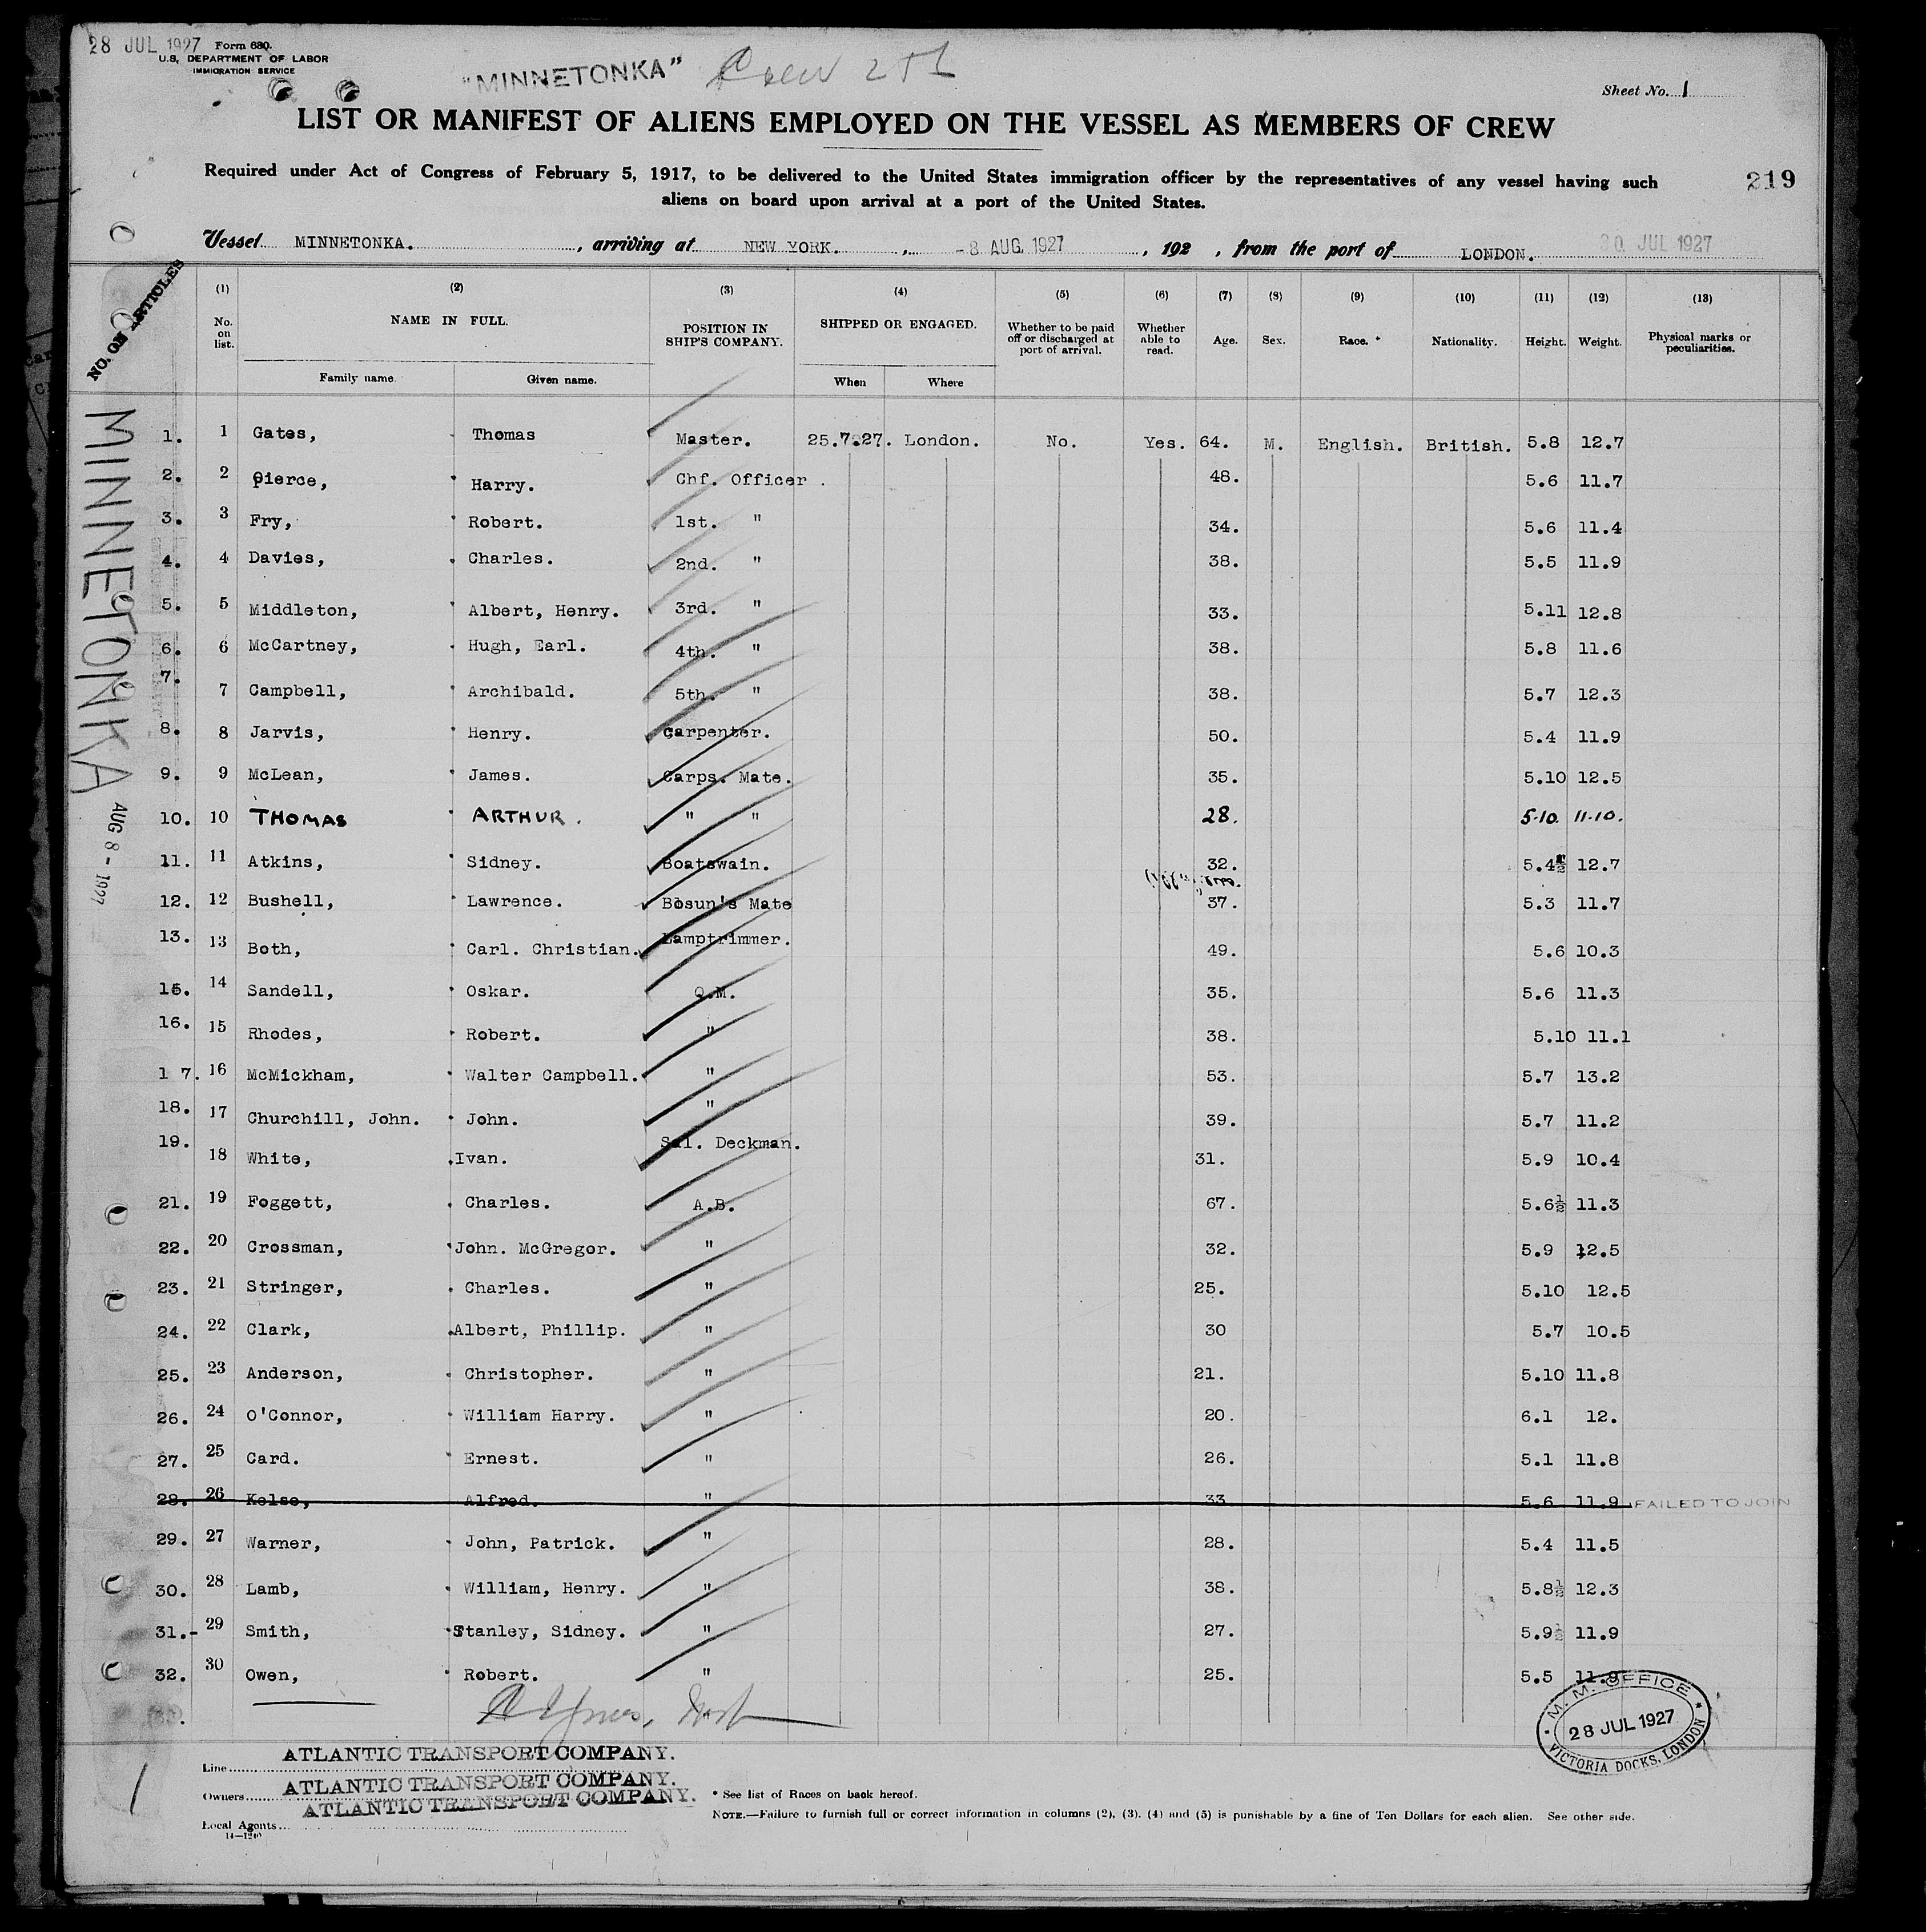 28 JUL 1927 Form 680.
U.S. DEPARTMENT OF LABOR
IMMIGRATION SERVICE
"MINNETONKA" Crew
Sheet No. 1
LIST OR MANIFEST OF ALIENS EMPLOYED ON THE VESSEL AS MEMBERS OF CREW
Required under Act of Congress of February 5, 1917, to be delivered to the United States immigration officer by the representatives of any vessel having such
aliens on board upon arrival at a port of the United States.
219
Vessel MINNETONKA., arriving at NEW YORK., -8 AUG. 1927, 192 , from the port of LONDON. 30 JUL 1927
NO. ON ARTICLES
(1) (2) (3) (4) (5) (6) (7) (8) (9) (10) (11) (12) (13)
No. on list. NAME IN FULL. POSITION IN SHIP'S COMPANY. SHIPPED OR ENGAGED. Whether to be paid off or discharged at port of arrival. Whether able to read. Age. Sex. Race. * Nationality. Height. Weight. Physical marks or peculiarities.
Family name. Given name. When Where
MINNETONKA
AUG 8 - 1927
1. 1 Gates, Thomas Master. 25.7.27. London. No. Yes. 64. M. English. British. 5.8 12.7
2. 2 Pierce, Harry. Chf. Officer. 48. 5.6 11.7
3. 3 Fry, Robert. 1st. " 34. 5.6 11.4
4. 4 Davies, Charles. 2nd. " 38. 5.5 11.9
5. 5 Middleton, Albert, Henry. 3rd. " 33. 5.11 12.8
6. 6 McCartney, Hugh, Earl. 4th. " 38. 5.8 11.6
7. 7 Campbell, Archibald. 5th. " 38. 5.7 12.3
8. 8 Jarvis, Henry. Carpenter. 50. 5.4 11.9
9. 9 McLean, James. Carps. Mate. 35. 5.10 12.5
10. 10 THOMAS ARTHUR. " " 28. 5.10. 11.10.
11. 11 Atkins, Sidney. Boatswain. 32. 5.4½ 12.7
12. 12 Bushell, Lawrence. Bosun's Mate 37. 5.3 11.7
13. 13 Both, Carl. Christian. Lamptrimmer. 49. 5.6 10.3
15. 14 Sandell, Oskar. Q.M. 35. 5.6 11.3
16. 15 Rhodes, Robert. " 38. 5.10 11.1
1 7. 16 McMickham, Walter Campbell. " 53. 5.7 13.2
18. 17 Churchill, John. John. " 39. 5.7 11.2
19. 18 White, Ivan. Sal. Deckman. 31. 5.9 10.4
21. 19 Foggett, Charles. A.B. 67. 5.6½ 11.3
22. 20 Crossman, John. McGregor. " 32. 5.9 12.5
23. 21 Stringer, Charles. " 25. 5.10 12.5
24. 22 Clark, Albert, Phillip. " 30 5.7 10.5
25. 23 Anderson, Christopher. " 21. 5.10 11.8
26. 24 O'Connor, William Harry. " 20. 6.1 12.
27. 25 Card. Ernest. " 26. 5.1 11.8
28. 26 Kelso, Alfred. " 33 5.6 11.9 FAILED TO JOIN
29. 27 Warner, John, Patrick. " 28. 5.4 11.5
30. 28 Lamb, William, Henry. " 38. 5.8½ 12.3
31.- 29 Smith, Stanley, Sidney. " 27. 5.9½ 11.9
32. 30 Owen, Robert. " 25. 5.5 11.9
M. M. OFFICE
28 JUL 1927
VICTORIA DOCKS, LONDON
Line ATLANTIC TRANSPORT COMPANY.
Owners ATLANTIC TRANSPORT COMPANY.
Local Agents ATLANTIC TRANSPORT COMPANY.
14—1240
* See list of Races on back hereof.
NOTE.—Failure to furnish full or correct information in columns (2), (3), (4) and (5) is punishable by a fine of Ten Dollars for each alien. See other side.